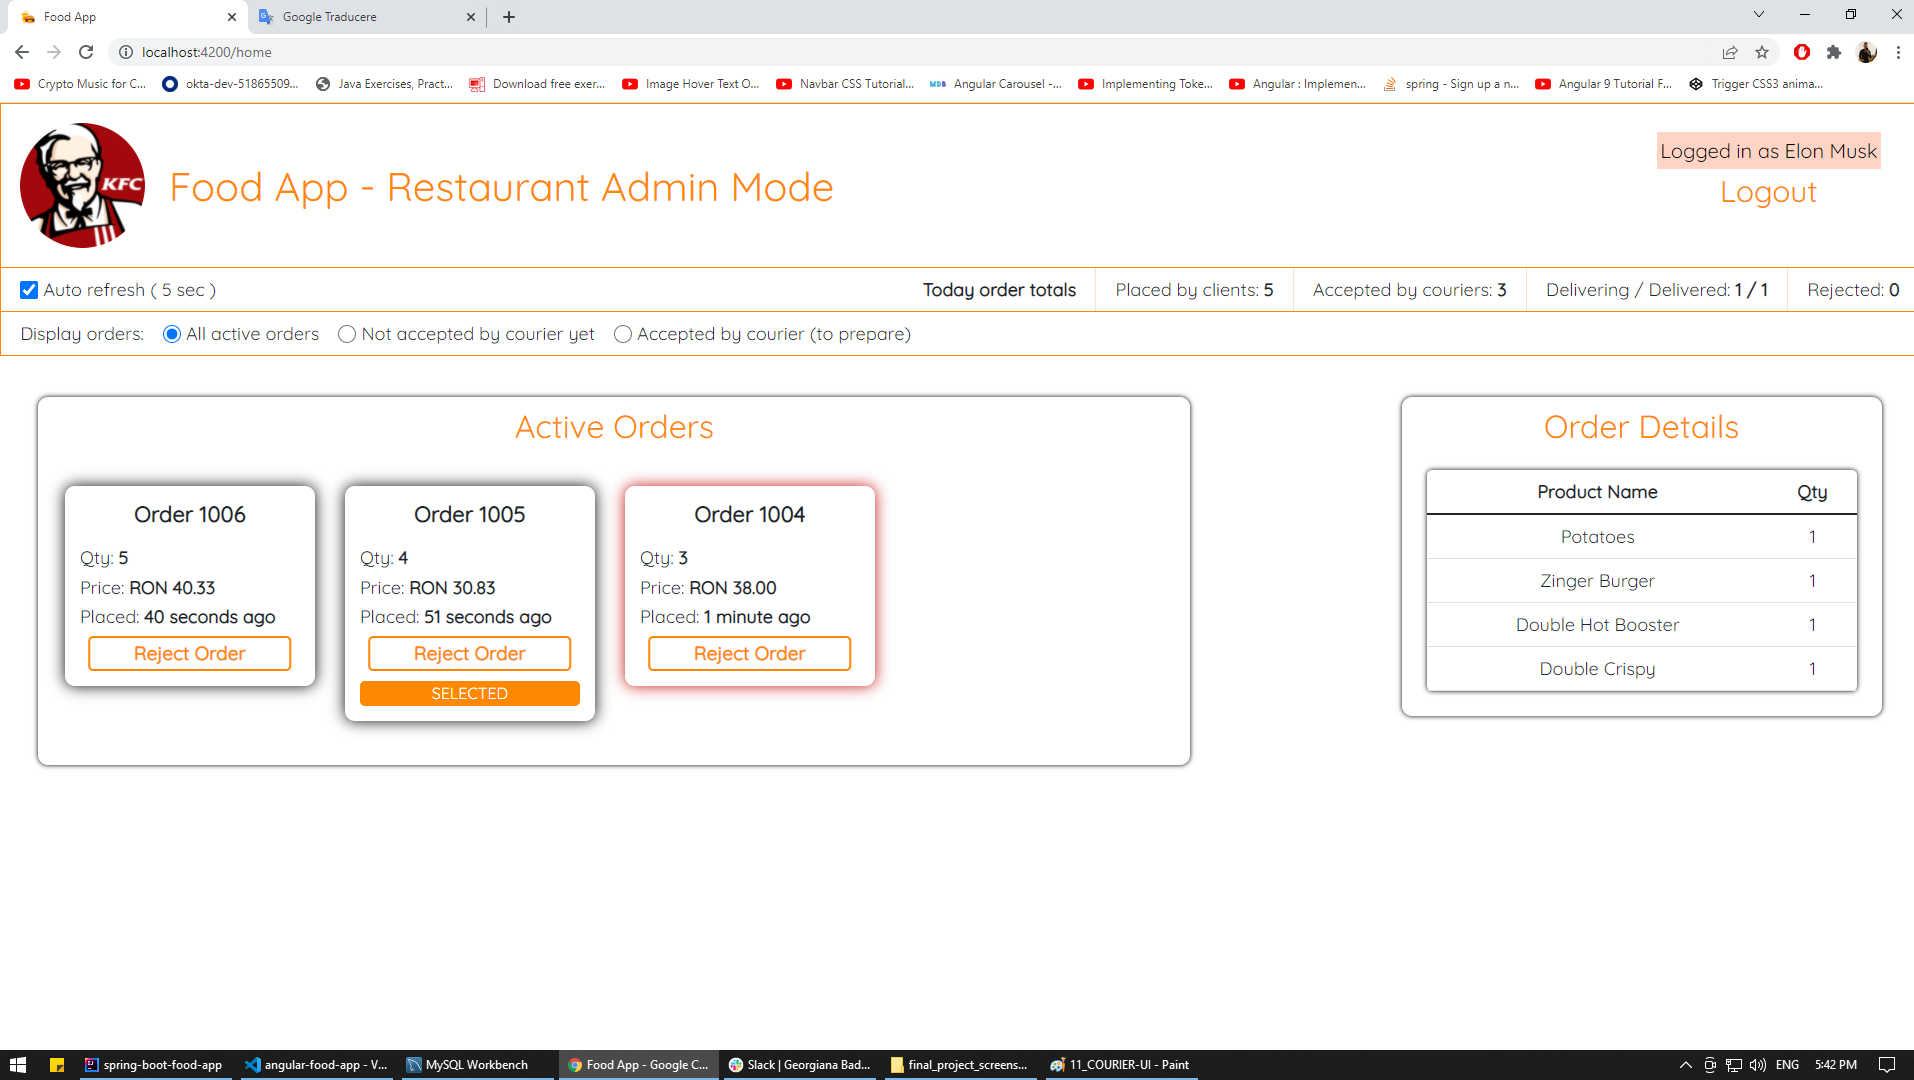 Food App
Google Traducere
localhost:4200/home
Crypto Music for C...
okta-dev-51865509...
Java Exercises, Pract...
Download free exer...
Image Hover Text O...
Navbar CSS Tutorial...
MDB
Angular Carousel -...
Implementing Toke...
Angular : Implemen...
spring - Sign up a n...
Angular 9 Tutorial F...
Trigger CSS3 anima...
KFC
Food App - Restaurant Admin Mode
Logged in as Elon Musk
Logout
Auto refresh ( 5 sec )
Today order totals
Placed by clients: 5
Accepted by couriers: 3
Delivering / Delivered: 1 / 1
Rejected: 0
Display orders:
All active orders
Not accepted by courier yet
Accepted by courier (to prepare)
Active Orders
Order 1006
Qty: 5
Price: RON 40.33
Placed: 40 seconds ago
Reject Order
Order 1005
Qty: 4
Price: RON 30.83
Placed: 51 seconds ago
Reject Order
SELECTED
Order 1004
Qty: 3
Price: RON 38.00
Placed: 1 minute ago
Reject Order
Order Details
Product Name Qty
Potatoes 1
Zinger Burger 1
Double Hot Booster 1
Double Crispy 1
spring-boot-food-app
angular-food-app - V...
MySQL Workbench
Food App - Google C...
Slack | Georgiana Bad...
final_project_screens...
11_COURIER-UI - Paint
ENG
5:42 PM